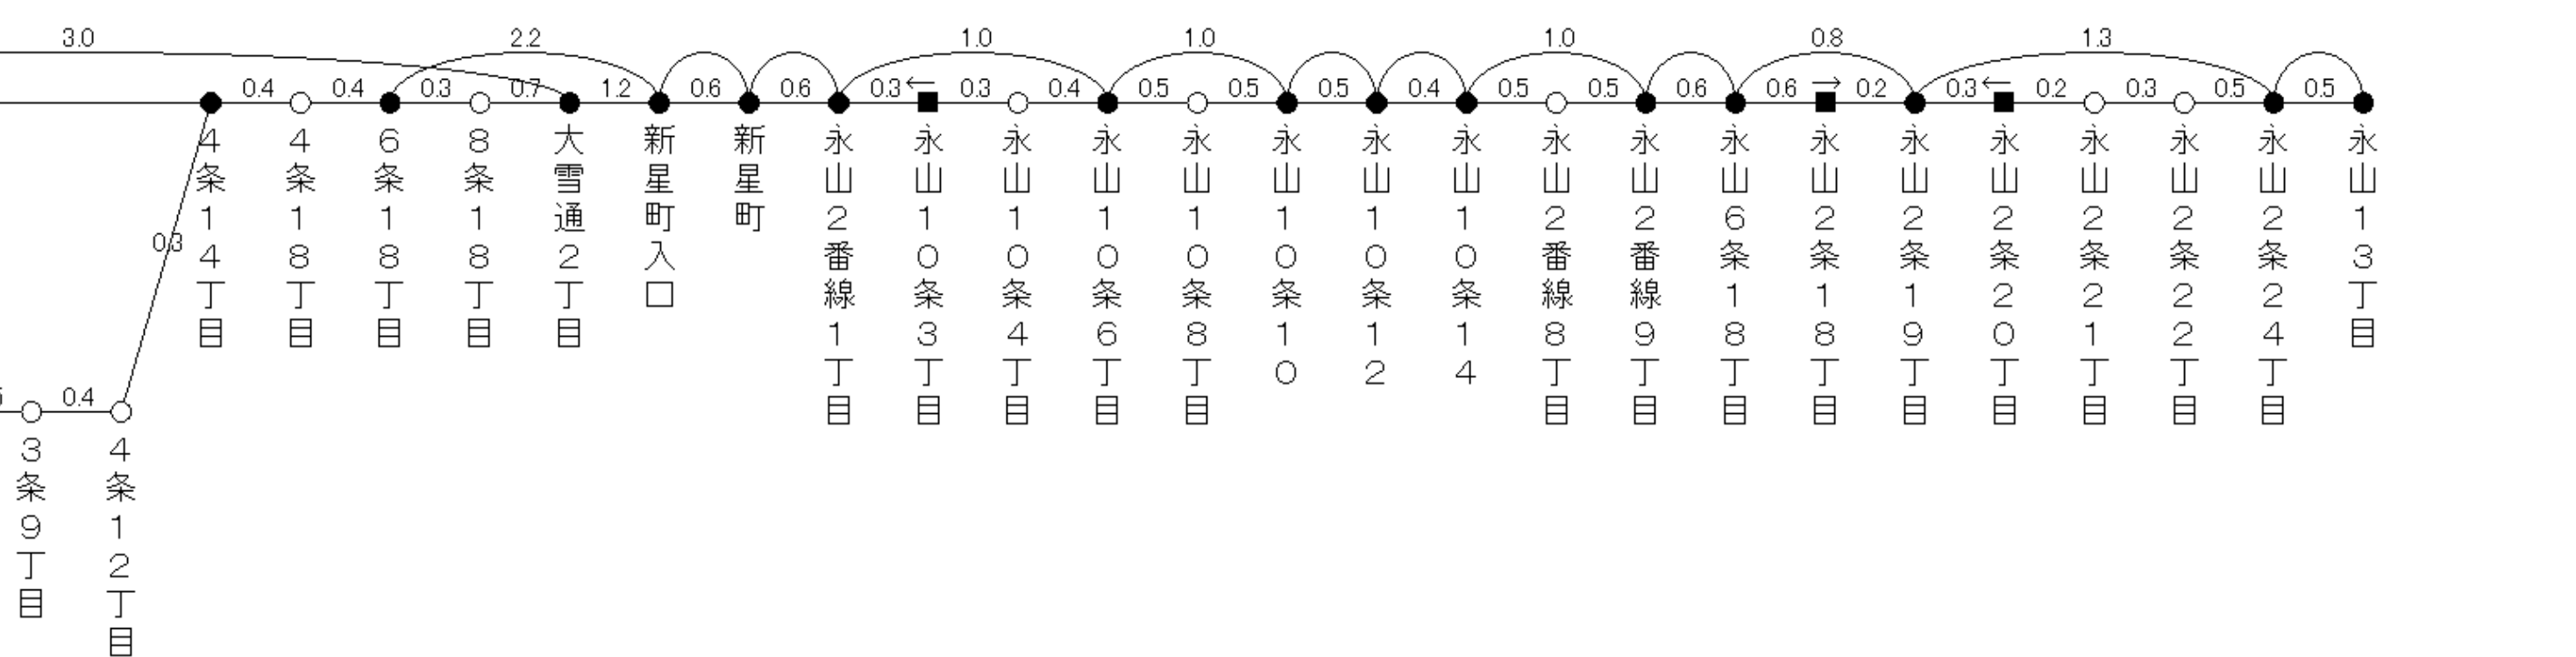 3.0
2.2
1.0
1.0
1.0
0.8
1.3
0.4
0.4
0.3
0.7
1.2
0.6
0.6
0.3←
0.3
0.4
0.5
0.5
0.5
0.4
0.5
0.5
0.6
0.6→
0.2
0.3←
0.2
0.3
0.5
0.5
4条14丁目
4条18丁目
6条18丁目
8条18丁目
大雪通2丁目
新星町入口
新星町
永山2番線1丁目
永山10条3丁目
永山10条4丁目
永山10条6丁目
永山10条8丁目
永山10条10
永山10条12
永山10条14
永山2番線8丁目
永山2番線9丁目
永山6条18丁目
永山2条18丁目
永山2条19丁目
永山2条20丁目
永山2条21丁目
永山2条22丁目
永山2条24丁目
永山13丁目
0.3
0.4
3条9丁目
4条12丁目